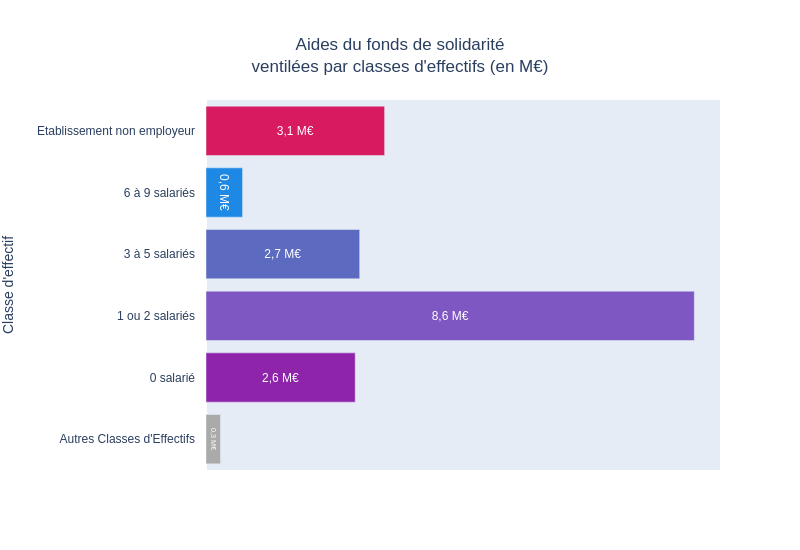 Aides du fonds de solidarité
ventilées par classes d'effectifs (en M€)
Classe d'effectif
Etablissement non employeur
3,1 M€
6 à 9 salariés
0,6 M€
3 à 5 salariés
2,7 M€
1 ou 2 salariés
8,6 M€
0 salarié
2,6 M€
Autres Classes d'Effectifs
0,3 M€